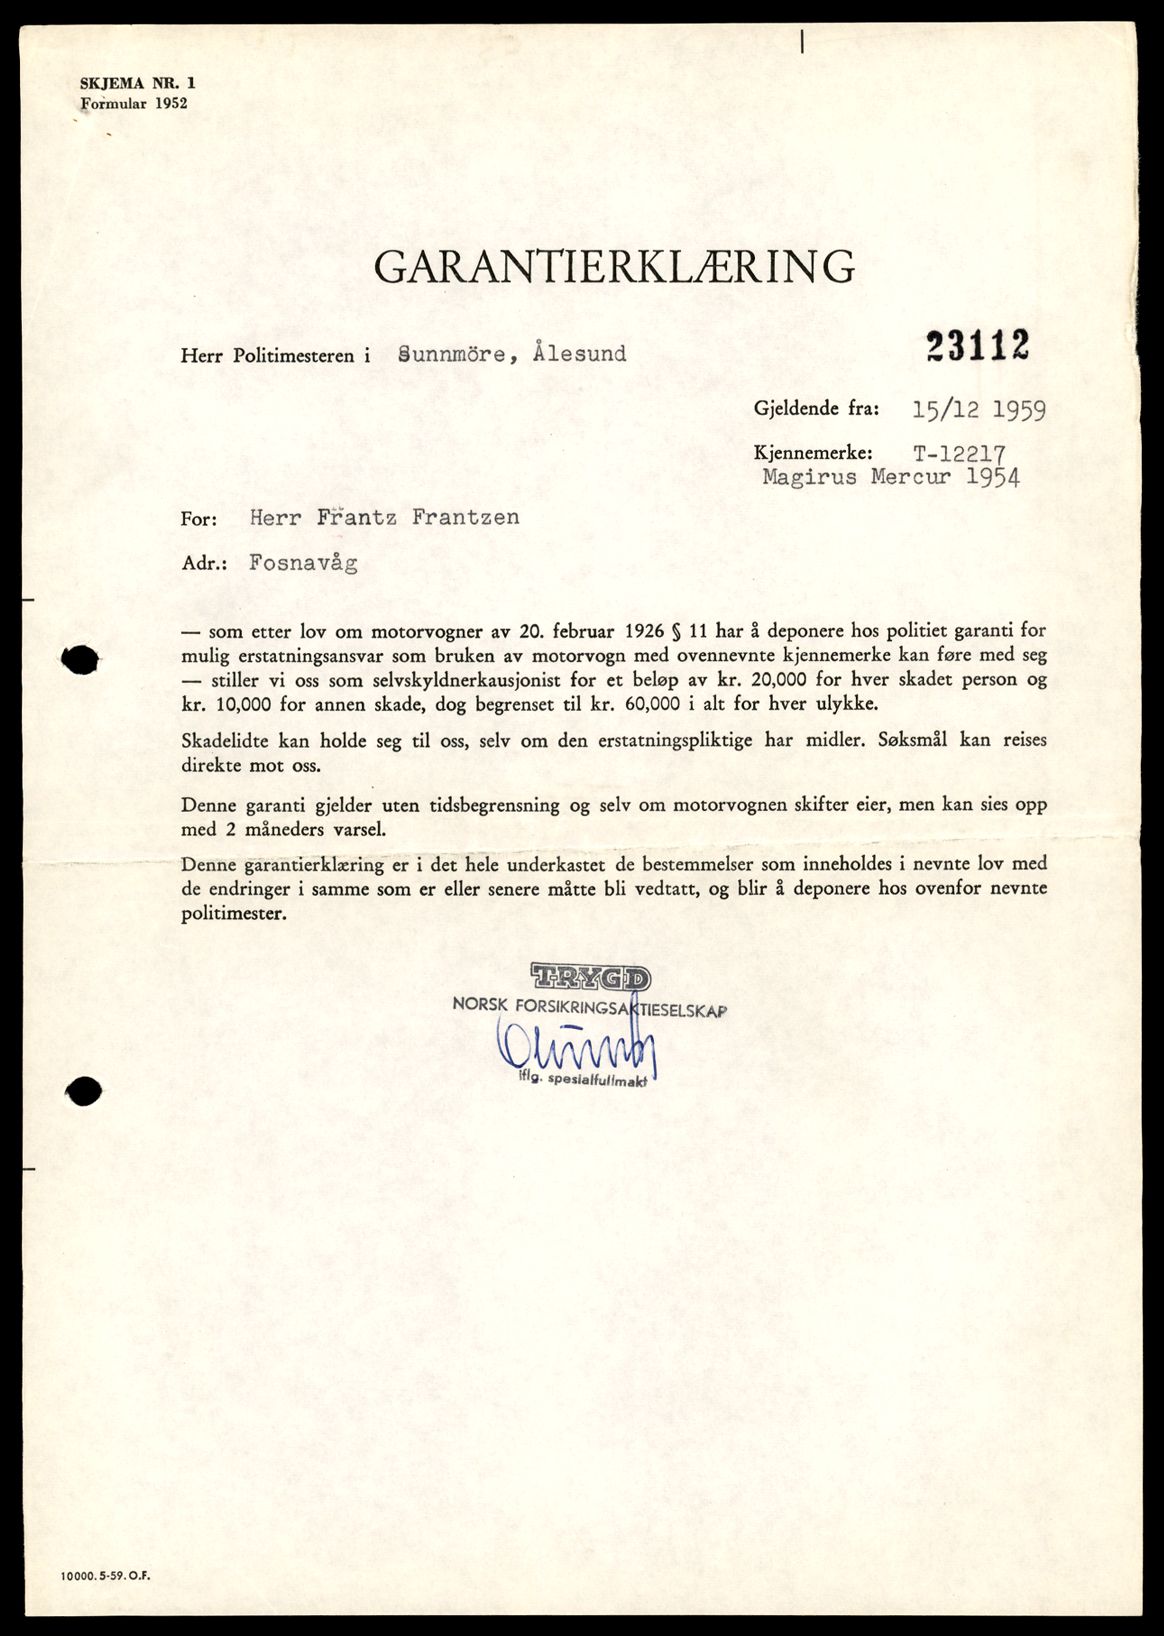 SKJEMA NR. 1
Formular 1952
GARANTIERKLÆRING
23112
Herr Politimesteren i Sunnmöre, Ålesund
Gjeldende fra: 15/12 1959
Kjennemerke: T-12217
Magirus Mercur 1954
For: Herr Frantz Frantzen
Adr.: Fosnavåg
— som etter lov om motorvogner av 20. februar 1926 § 11 har å deponere hos politiet garanti for
mulig erstatningsansvar som bruken av motorvogn med ovennevnte kjennemerke kan føre med seg
— stiller vi oss som selvskyldnerkausjonist for et beløp av kr. 20,000 for hver skadet person og
kr. 10,000 for annen skade, dog begrenset til kr. 60,000 i alt for hver ulykke.
Skadelidte kan holde seg til oss, selv om den erstatningspliktige har midler. Søksmål kan reises
direkte mot oss.
Denne garanti gjelder uten tidsbegrensning og selv om motorvognen skifter eier, men kan sies opp
med 2 måneders varsel.
Denne garantierklæring er i det hele underkastet de bestemmelser som inneholdes i nevnte lov med
de endringer i samme som er eller senere måtte bli vedtatt, og blir å deponere hos ovenfor nevnte
politimester.
TRYGD
NORSK FORSIKRINGSAKTIESELSKAP
iflg. spesialfullmakt
10000. 5-59. O.F.